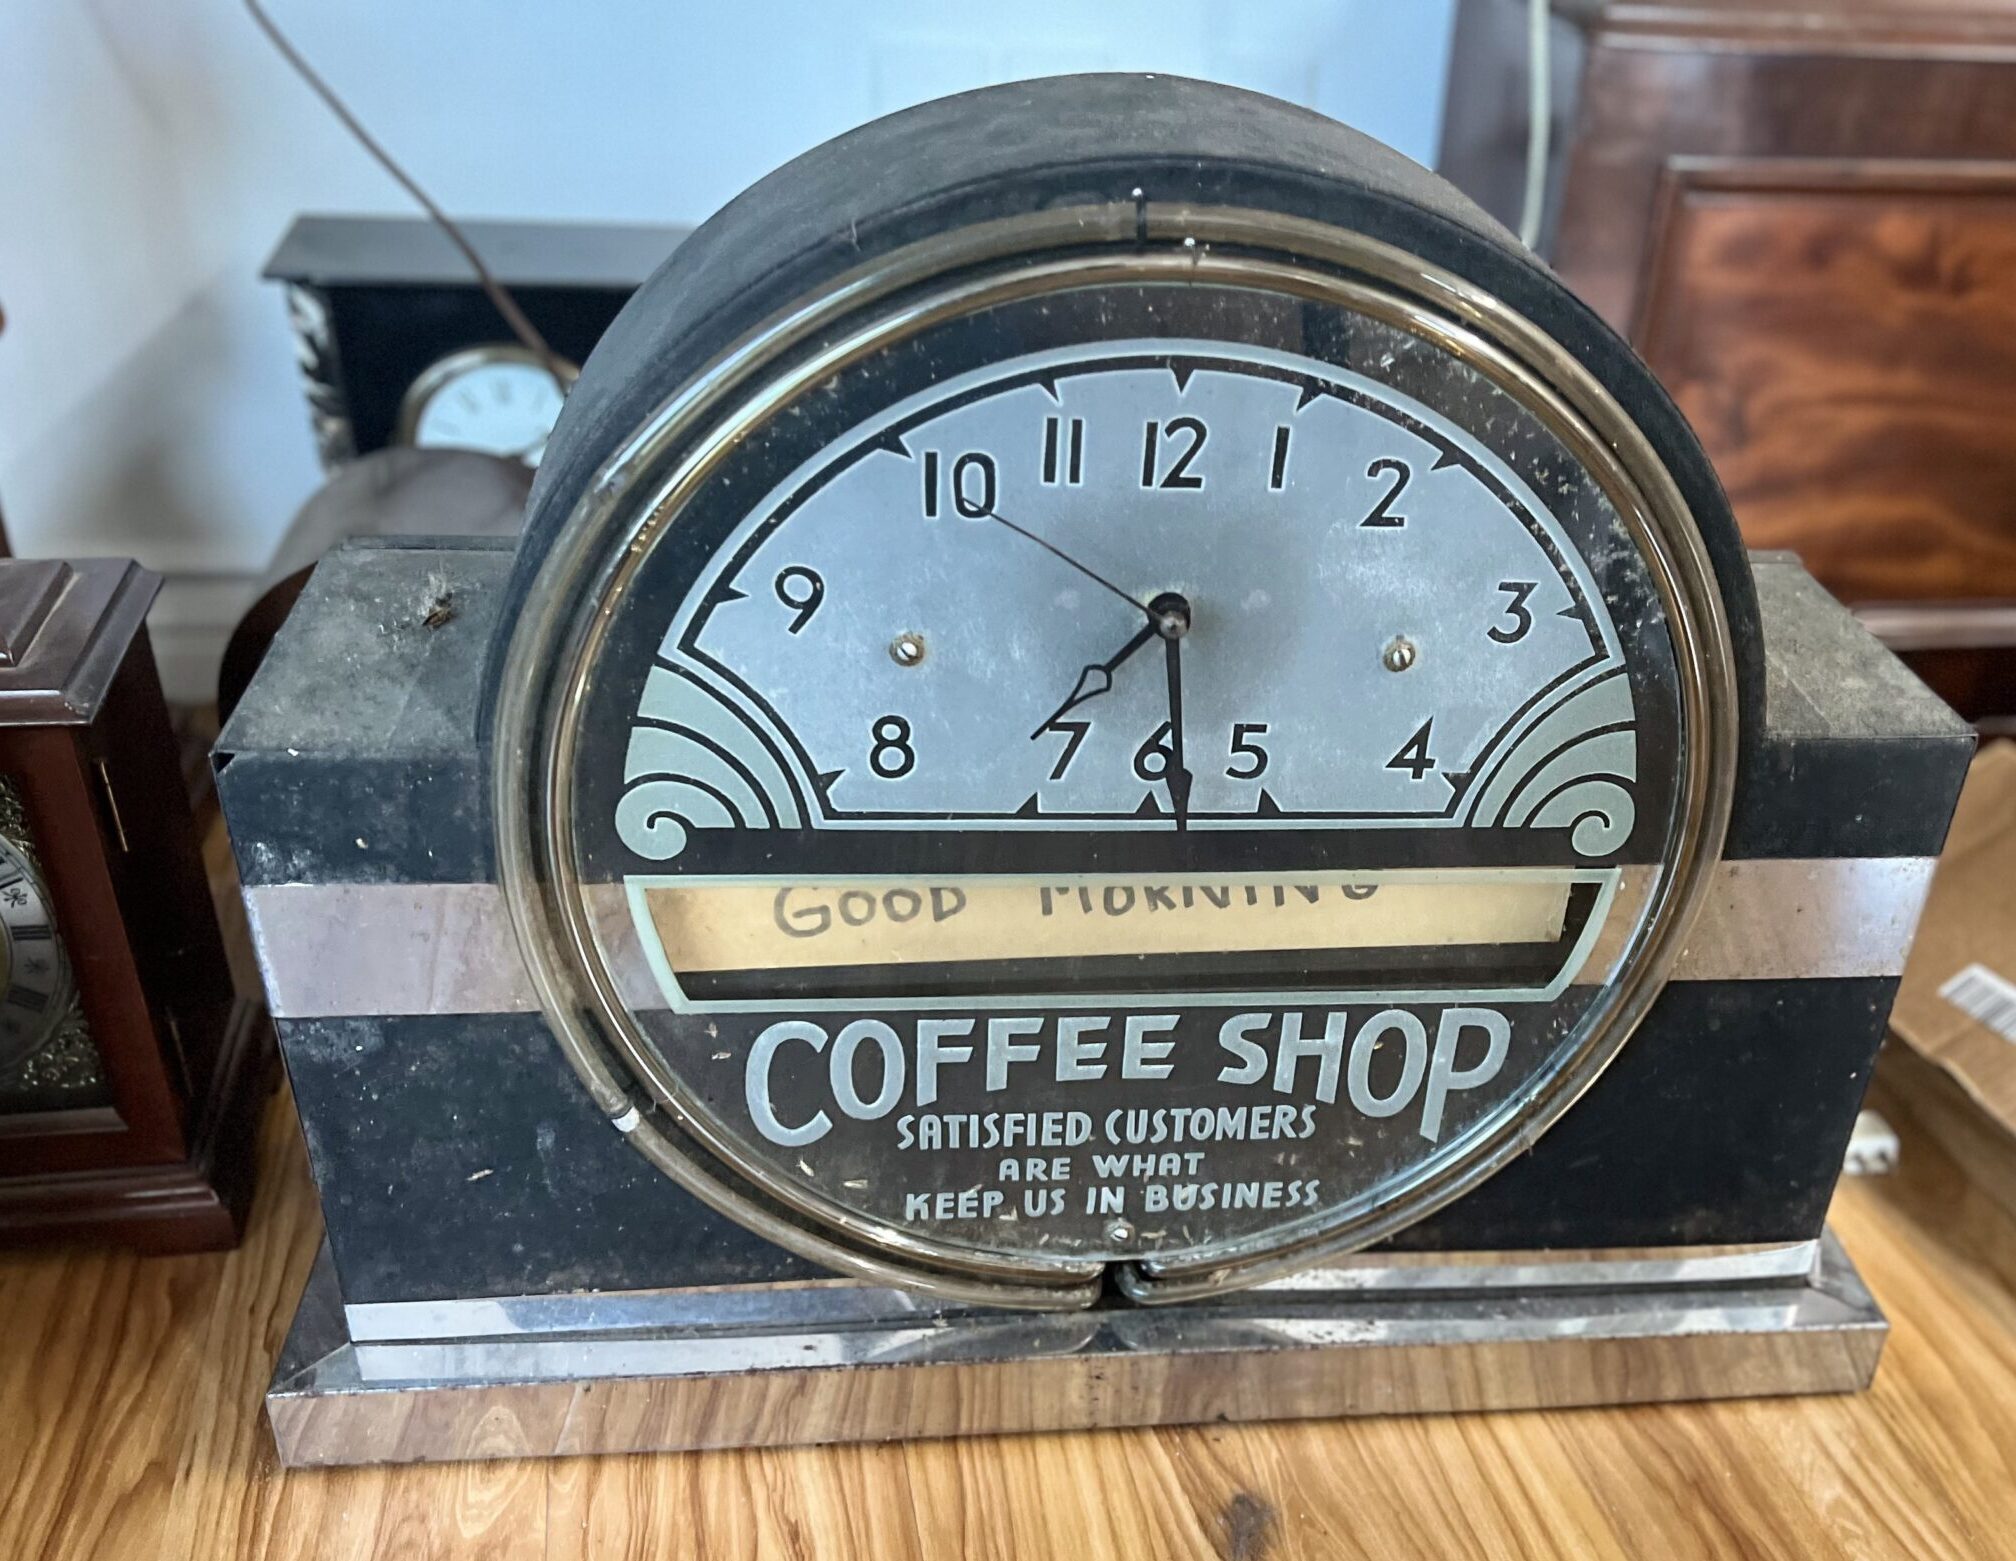 11 12 1
10 2
9 3
8 7 6 5 4
GOOD MORNING
COFFEE SHOP
SATISFIED CUSTOMERS
ARE WHAT
KEEP US IN BUSINESS